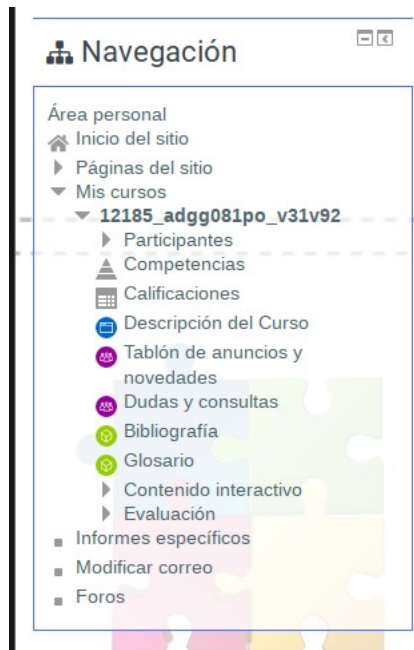 Navegación
Área personal
Inicio del sitio
Páginas del sitio
Mis cursos
12185_adgg081po_v31v92
Participantes
Competencias
Calificaciones
Descripción del Curso
Tablón de anuncios y
novedades
Dudas y consultas
Bibliografía
Glosario
Contenido interactivo
Evaluación
Informes específicos
Modificar correo
Foros